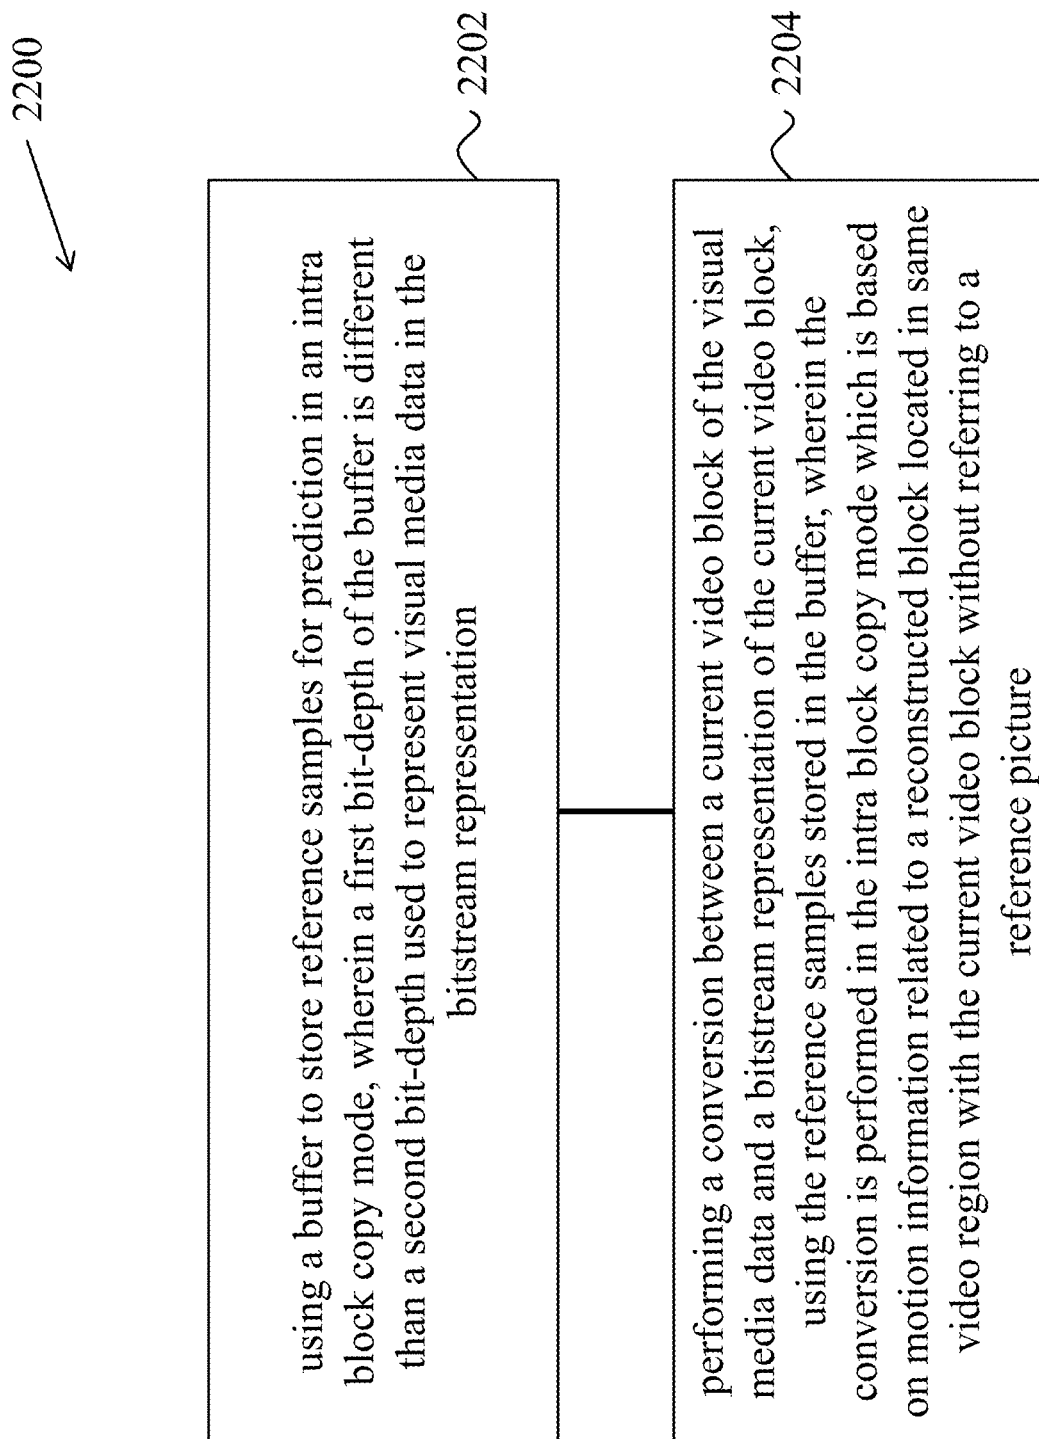 2200
using a buffer to store reference samples for prediction in an intra
block copy mode, wherein a first bit-depth of the buffer is different
than a second bit-depth used to represent visual media data in the
bitstream representation
2202
performing a conversion between a current video block of the visual
media data and a bitstream representation of the current video block,
using the reference samples stored in the buffer, wherein the
conversion is performed in the intra block copy mode which is based
on motion information related to a reconstructed block located in same
video region with the current video block without referring to a
reference picture
2204